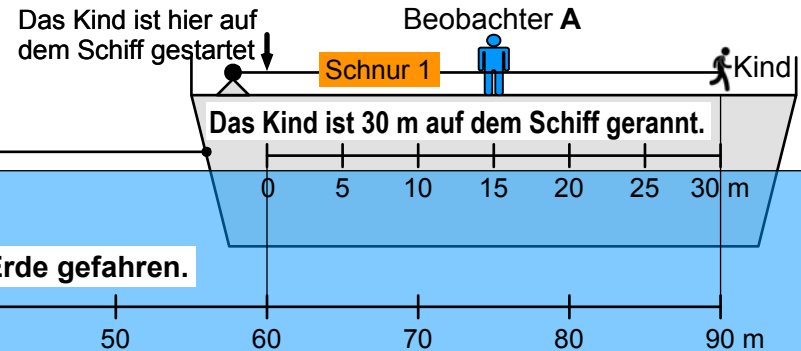 Das Kind ist hier auf
dem Schiff gestartet
Beobachter A
Schnur 1
Kind
Das Kind ist 30 m auf dem Schiff gerannt.
0 5 10 15 20 25 30 m
Erde gefahren.
50 60 70 80 90 m